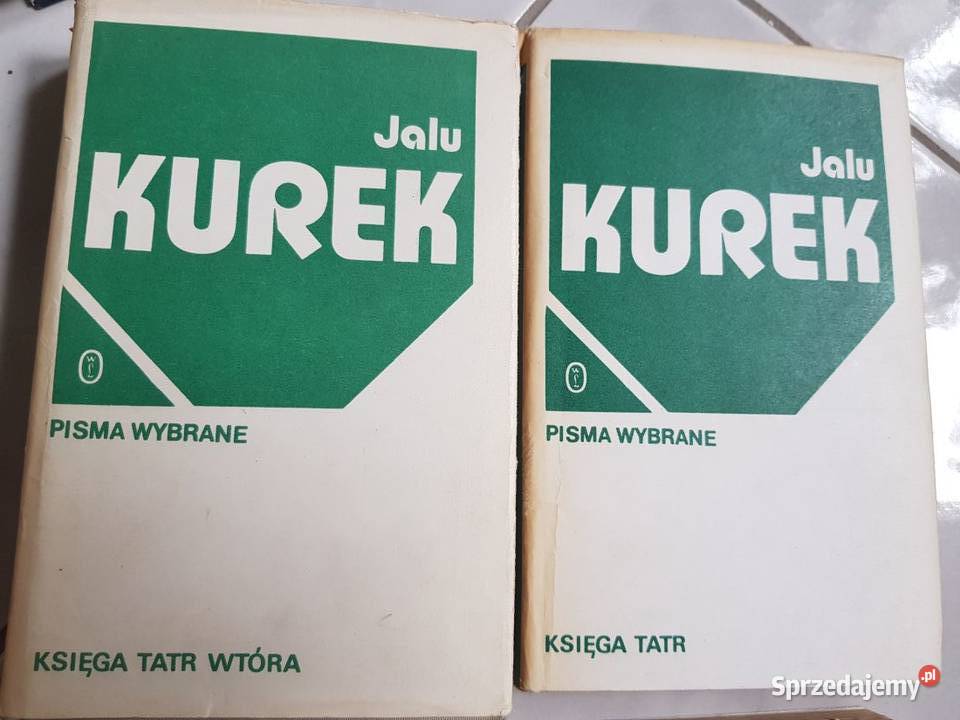 Jalu
KUREK
PISMA WYBRANE
KSIĘGA TATR WTÓRA
Jalu
KUREK
PISMA WYBRANE
KSIĘGA TATR
Sprzedajemy.pl